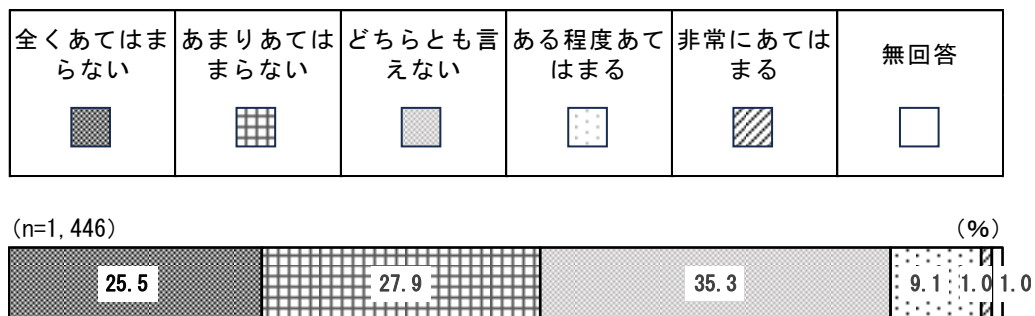 全くあてはま
らない
あまりあては
まらない
どちらとも言
えない
ある程度あて
はまる
非常にあては
まる
無回答
(n=1,446)
(%)
25.5
27.9
35.3
9.1
1.0
1.0